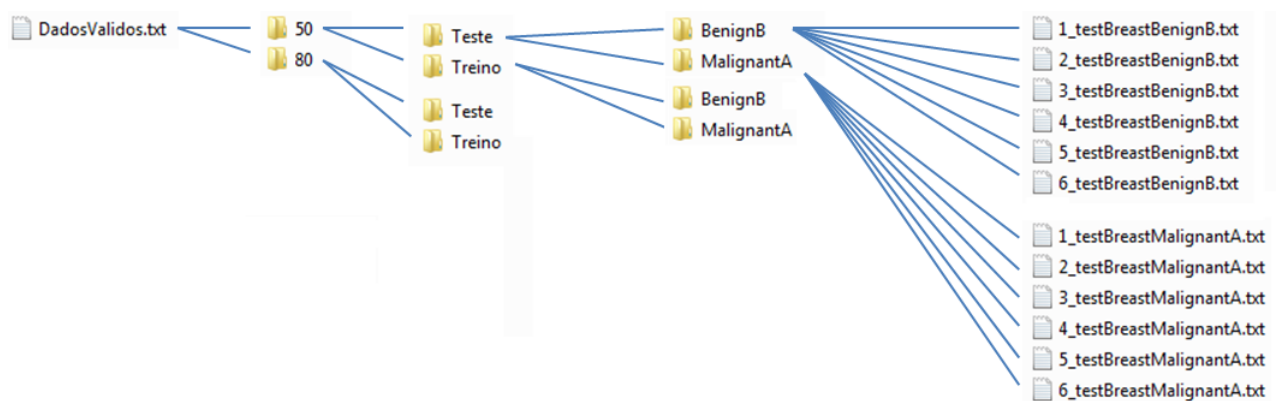 DadosValidos.txt
50
80
Teste
Treino
Teste
Treino
BenignB
MalignantA
BenignB
MalignantA
1_testBreastBenignB.txt
2_testBreastBenignB.txt
3_testBreastBenignB.txt
4_testBreastBenignB.txt
5_testBreastBenignB.txt
6_testBreastBenignB.txt
1_testBreastMalignantA.txt
2_testBreastMalignantA.txt
3_testBreastMalignantA.txt
4_testBreastMalignantA.txt
5_testBreastMalignantA.txt
6_testBreastMalignantA.txt